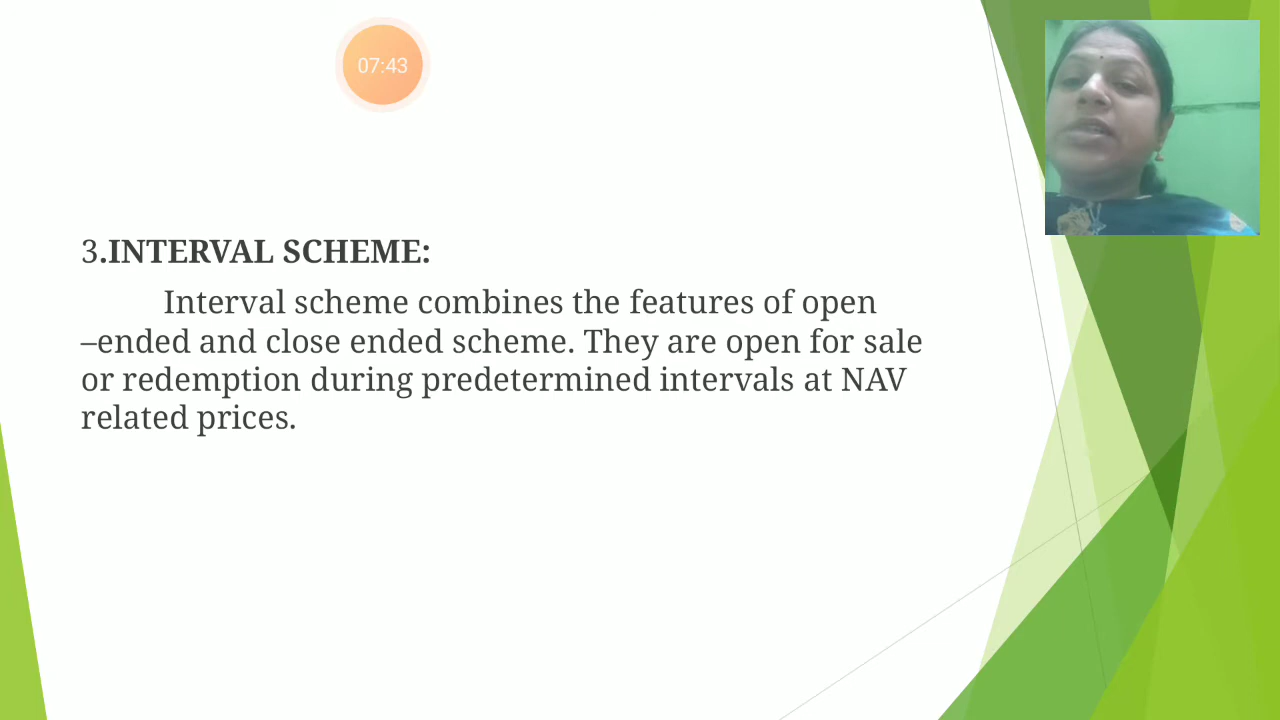 07:43
3.INTERVAL SCHEME:
Interval scheme combines the features of open
–ended and close ended scheme. They are open for sale
or redemption during predetermined intervals at NAV
related prices.